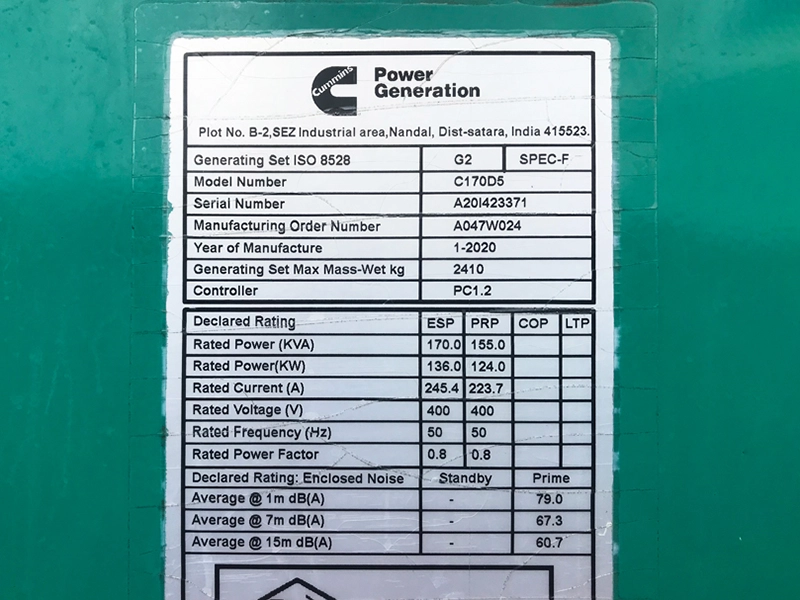 Cummins
Power
Generation
Plot No. B-2,SEZ Industrial area,Nandal, Dist-satara, India 415523.
Generating Set ISO 8528 G2 SPEC-F
Model Number C170D5
Serial Number A20I423371
Manufacturing Order Number A047W024
Year of Manufacture 1-2020
Generating Set Max Mass-Wet kg 2410
Controller PC1.2
Declared Rating ESP PRP COP LTP
Rated Power (KVA) 170.0 155.0
Rated Power(KW) 136.0 124.0
Rated Current (A) 245.4 223.7
Rated Voltage (V) 400 400
Rated Frequency (Hz) 50 50
Rated Power Factor 0.8 0.8
Declared Rating: Enclosed Noise Standby Prime
Average @ 1m dB(A) - 79.0
Average @ 7m dB(A) - 67.3
Average @ 15m dB(A) - 60.7